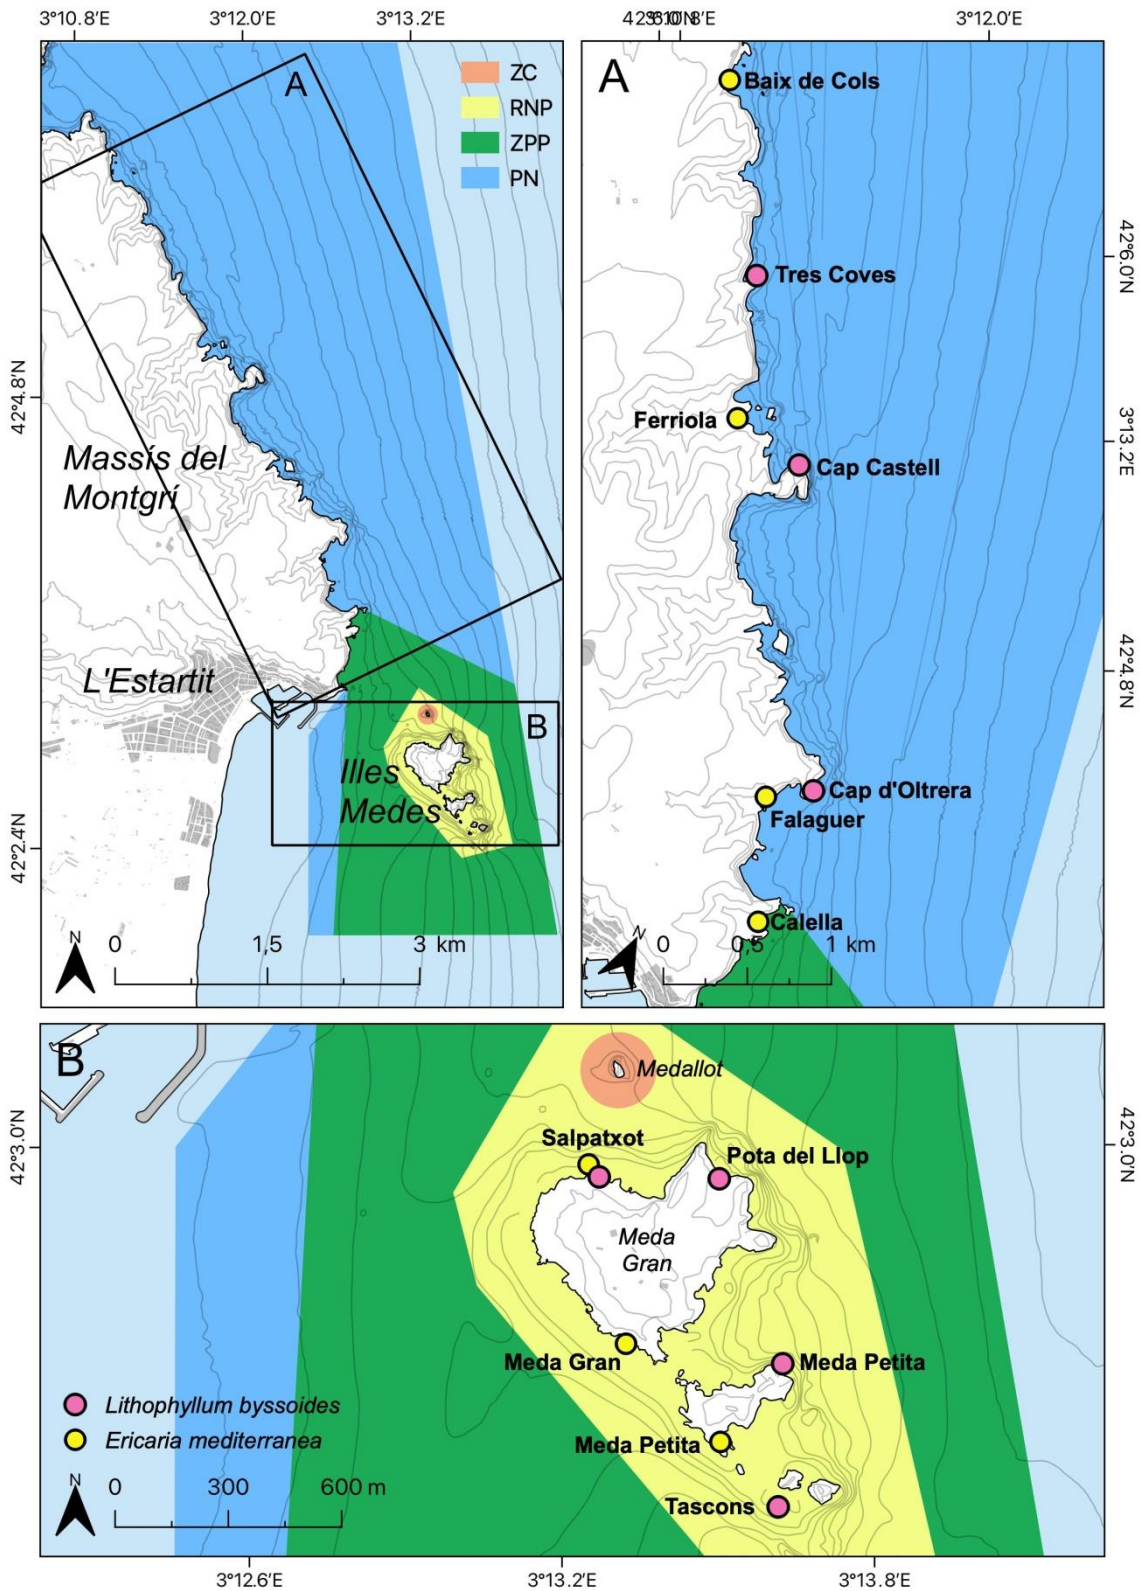 3°10.8′E
3°12.0′E
3°13.2′E
3°12.0′E
A
ZC
RNP
ZPP
PN
42°4.8′N
Massís del
Montgrí
L'Estartit
B
Illes
Medes
42°2.4′N
N
0
1,5
3 km
A
Baix de Cols
Tres Coves
Ferriola
Cap Castell
Cap d'Oltrera
Falaguer
Calella
N
0
0,5
1 km
42°6.0′N
3°13.2′E
42°4.8′N
B
Medallot
Salpatxot
Pota del Llop
Meda
Gran
Meda Gran
Meda Petita
Meda Petita
Tascons
Lithophyllum byssoides
Ericaria mediterranea
N
0
300
600 m
42°3.0′N
42°3.0′N
3°12.6′E
3°13.2′E
3°13.8′E